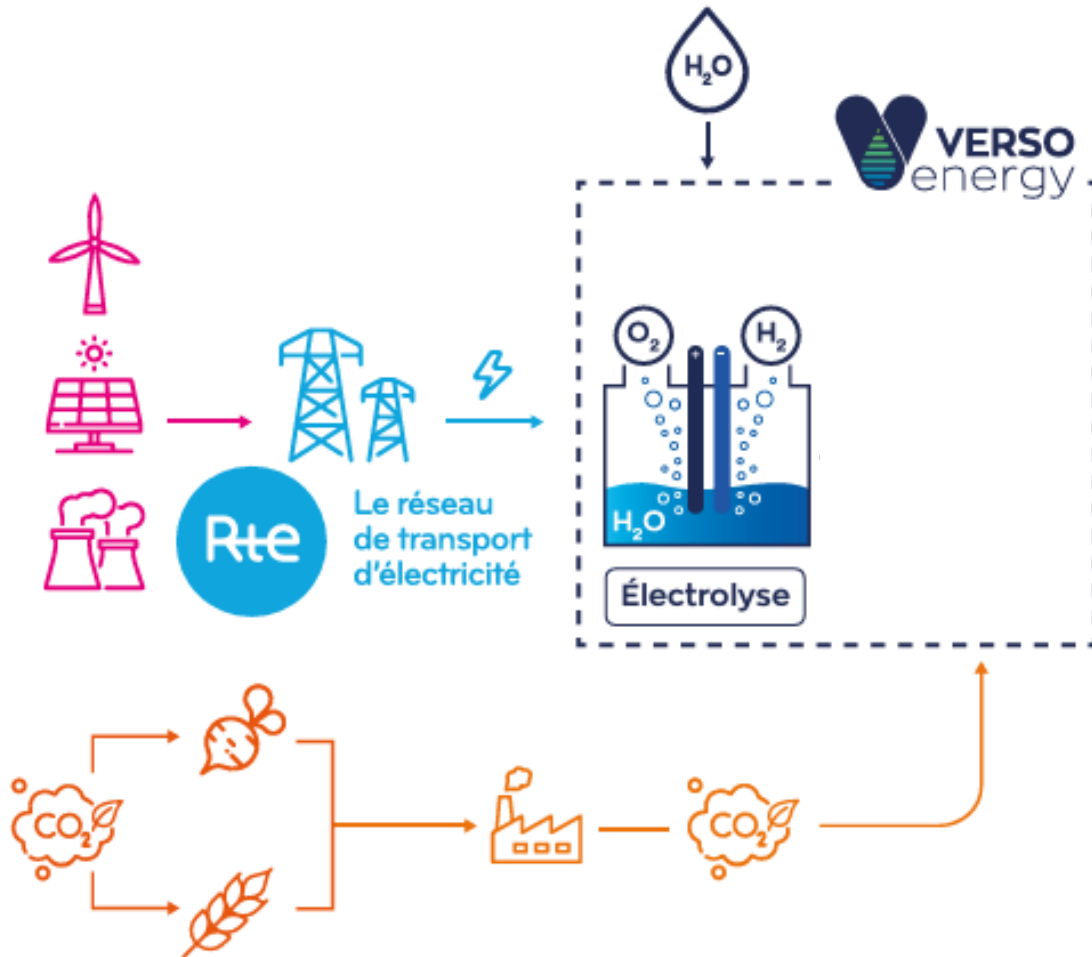 H₂O
VERSO
energy
O₂
H₂
+
-
Rte
Le réseau
de transport
d'électricité
H₂O
Électrolyse
CO₂
CO₂